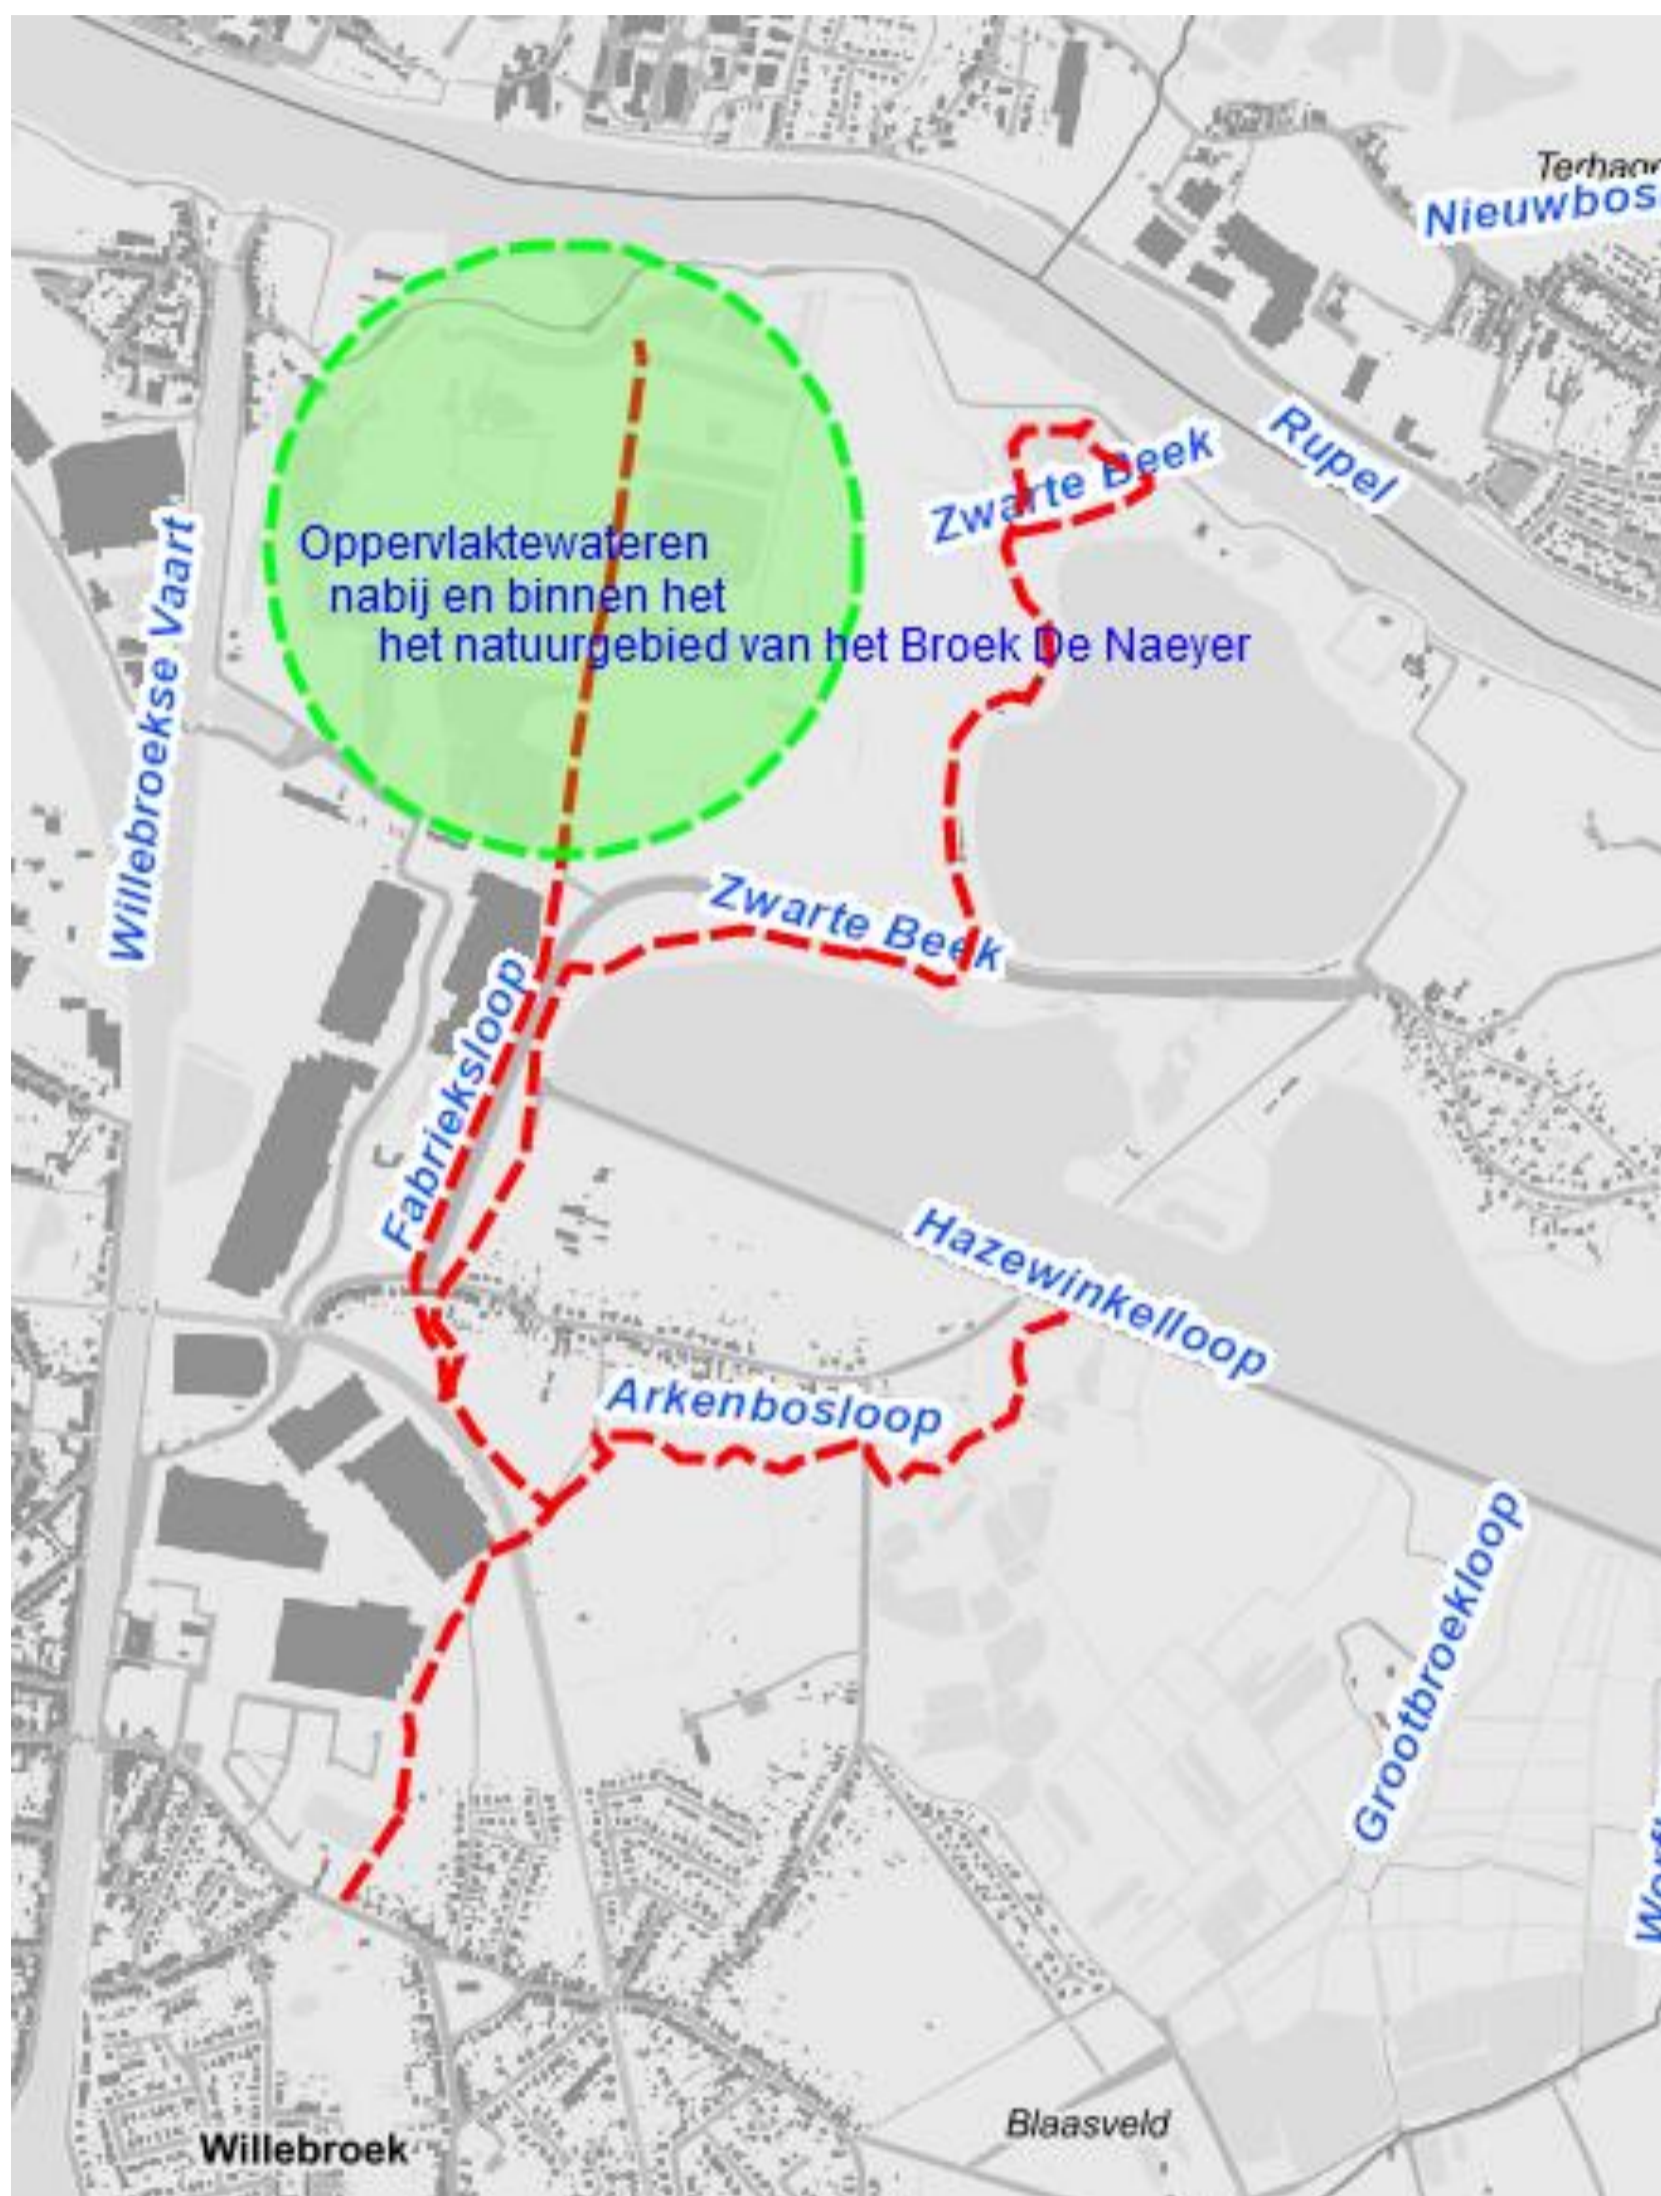 Nieuwbos
Rupel
Zwarte Beek
Oppervlaktewateren
nabij en binnen het
het natuurgebied van het Broek De Naeyer
Willebroekse Vaart
Zwarte Beek
Fabrieksloop
Hazewinkelloop
Arkenbosloop
Grootbroekloop
Blaasveld
Willebroek